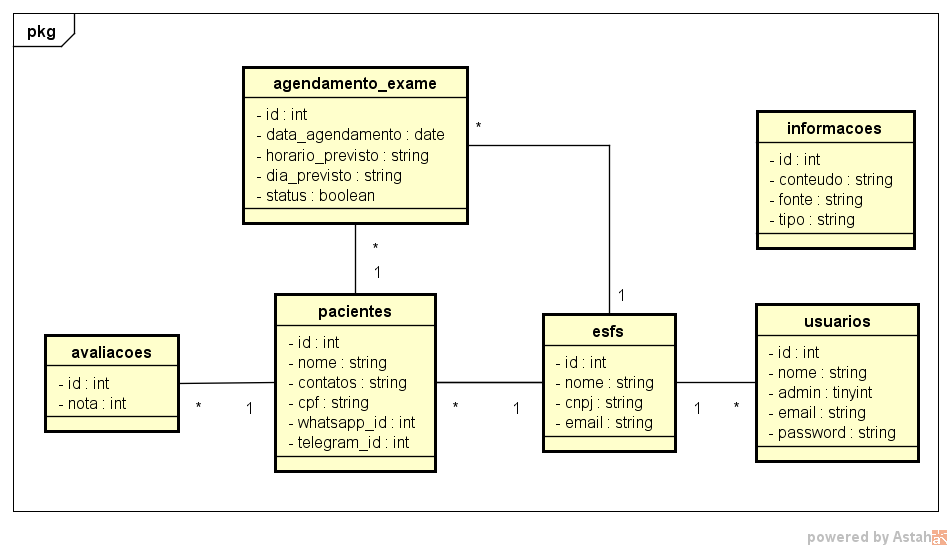 pkg
agendamento_exame
- id : int
- data_agendamento : date
- horario_previsto : string
- dia_previsto : string
- status : boolean
*
informacoes
- id : int
- conteudo : string
- fonte : string
- tipo : string
*
1
1
pacientes
- id : int
- nome : string
- contatos : string
- cpf : string
- whatsapp_id : int
- telegram_id : int
esfs
- id : int
- nome : string
- cnpj : string
- email : string
usuarios
- id : int
- nome : string
- admin : tinyint
- email : string
- password : string
avaliacoes
- id : int
- nota : int
*
1
*
1
1
*
powered by Astah